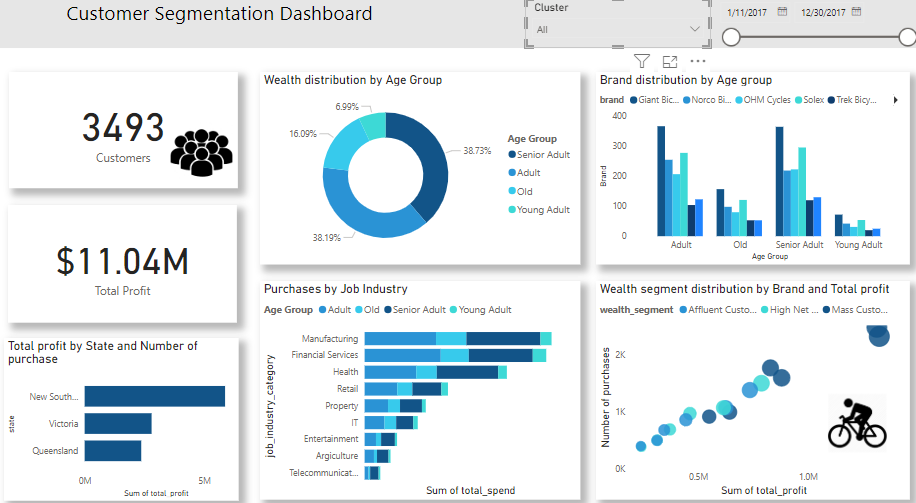 Customer Segmentation Dashboard
Cluster
All
1/11/2017 12/30/2017
3493
Customers
$11.04M
Total Profit
Total profit by State and Number of
purchase
state
New South...
Victoria
Queensland
0M 5M
Sum of total_profit
Wealth distribution by Age Group
6.99%
16.09%
38.73%
38.19%
Age Group
Senior Adult
Adult
Old
Young Adult
Purchases by Job Industry
Age Group Adult Old Senior Adult Young Adult
job_industry_category
Manufacturing
Financial Services
Health
Retail
Property
IT
Entertainment
Argiculture
Telecommunicat...
Sum of total_spend
Brand distribution by Age group
brand Giant Bic... Norco Bi... OHM Cycles Solex Trek Bicy...
Brand
400
300
200
100
0
Adult Old Senior Adult Young Adult
Age Group
Wealth segment distribution by Brand and Total profit
wealth_segment Affluent Custo... High Net ... Mass Custo...
Number of purchases
2K
1K
0K
0.5M 1.0M
Sum of total_profit